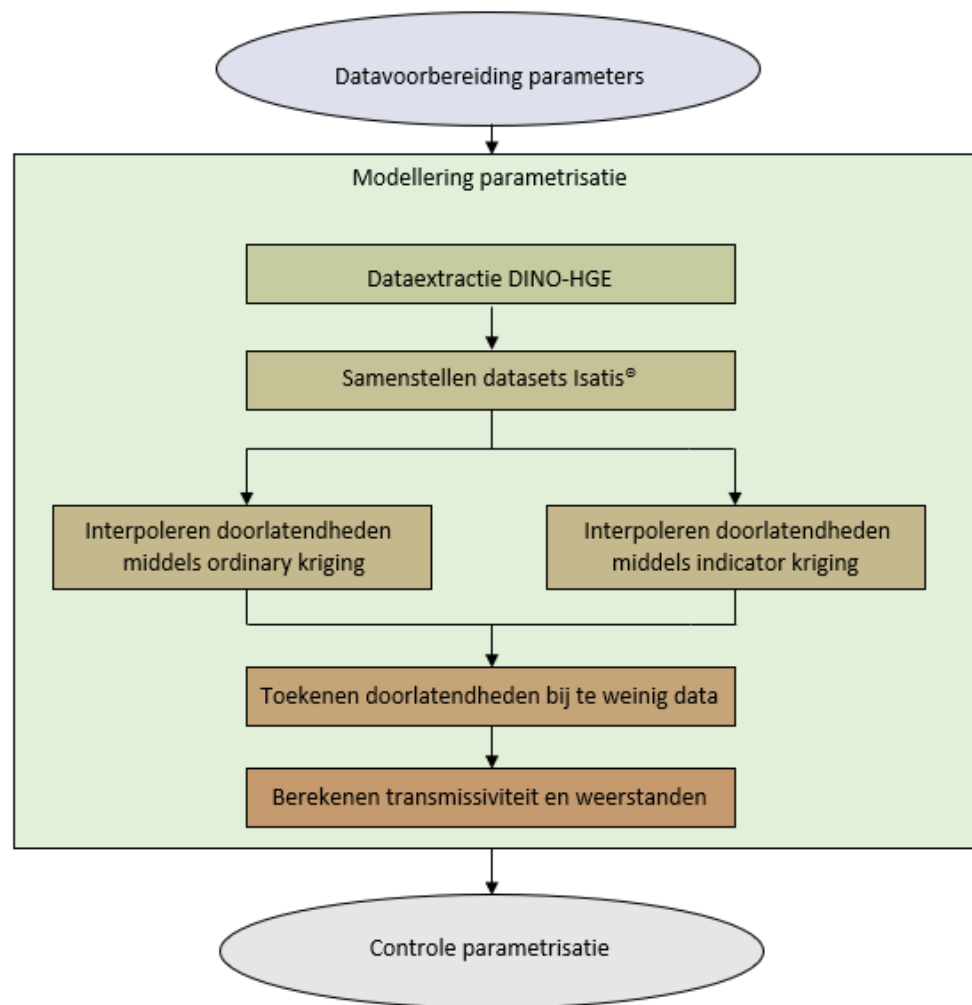 Datavoorbereiding parameters
Modellering parametrisatie
Dataextractie DINO-HGE
Samenstellen datasets Isatis®
Interpoleren doorlatendheden
middels ordinary kriging
Interpoleren doorlatendheden
middels indicator kriging
Toekenen doorlatendheden bij te weinig data
Berekenen transmissiviteit en weerstanden
Controle parametrisatie